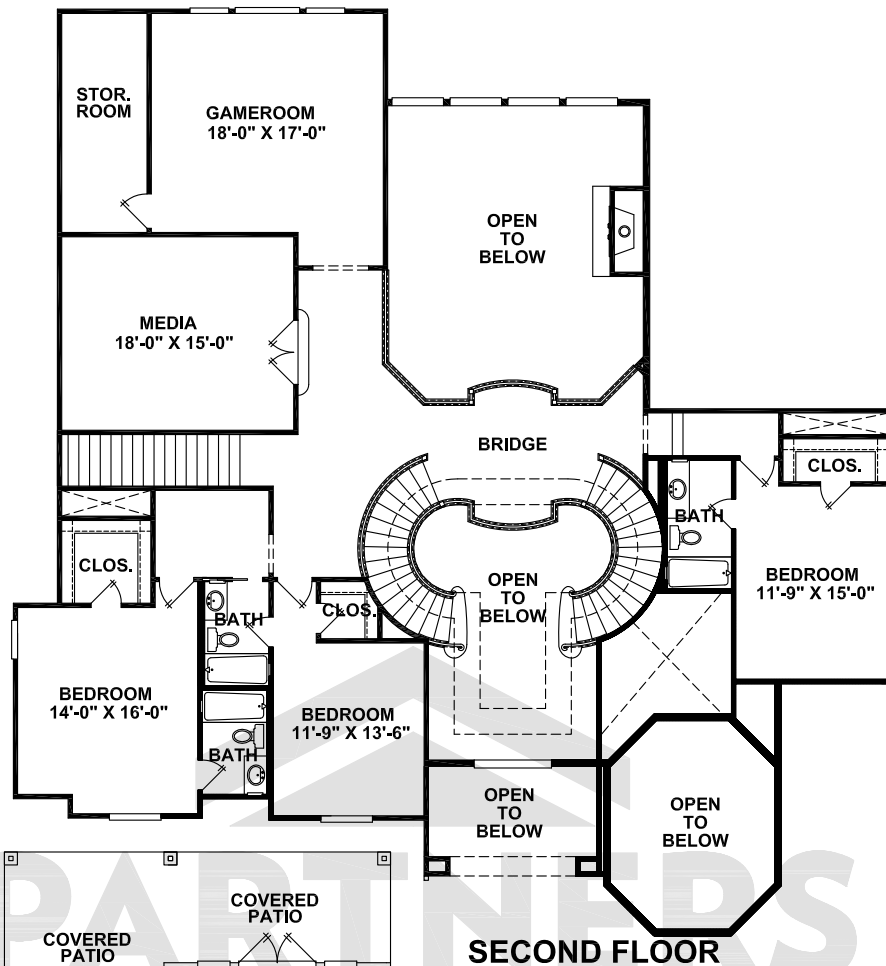 STOR.
ROOM
GAMEROOM
18'-0" X 17'-0"
OPEN
TO
BELOW
MEDIA
18'-0" X 15'-0"
BRIDGE
CLOS.
BATH
BEDROOM
11'-9" X 15'-0"
CLOS.
BATH
CLOS.
OPEN
TO
BELOW
BEDROOM
14'-0" X 16'-0"
BATH
BEDROOM
11'-9" X 13'-6"
OPEN
TO
BELOW
OPEN
TO
BELOW
PARTNERS
COVERED
PATIO
COVERED
PATIO
SECOND FLOOR